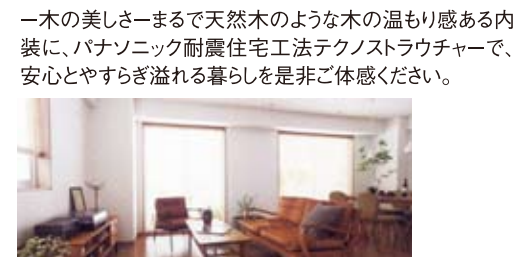 ー木の美しさーまるで天然木のような木の温もり感ある内
装に、パナソニック耐震住宅工法テクノストラウチャーで、
安心とやすらぎ溢れる暮らしを是非ご体感ください。